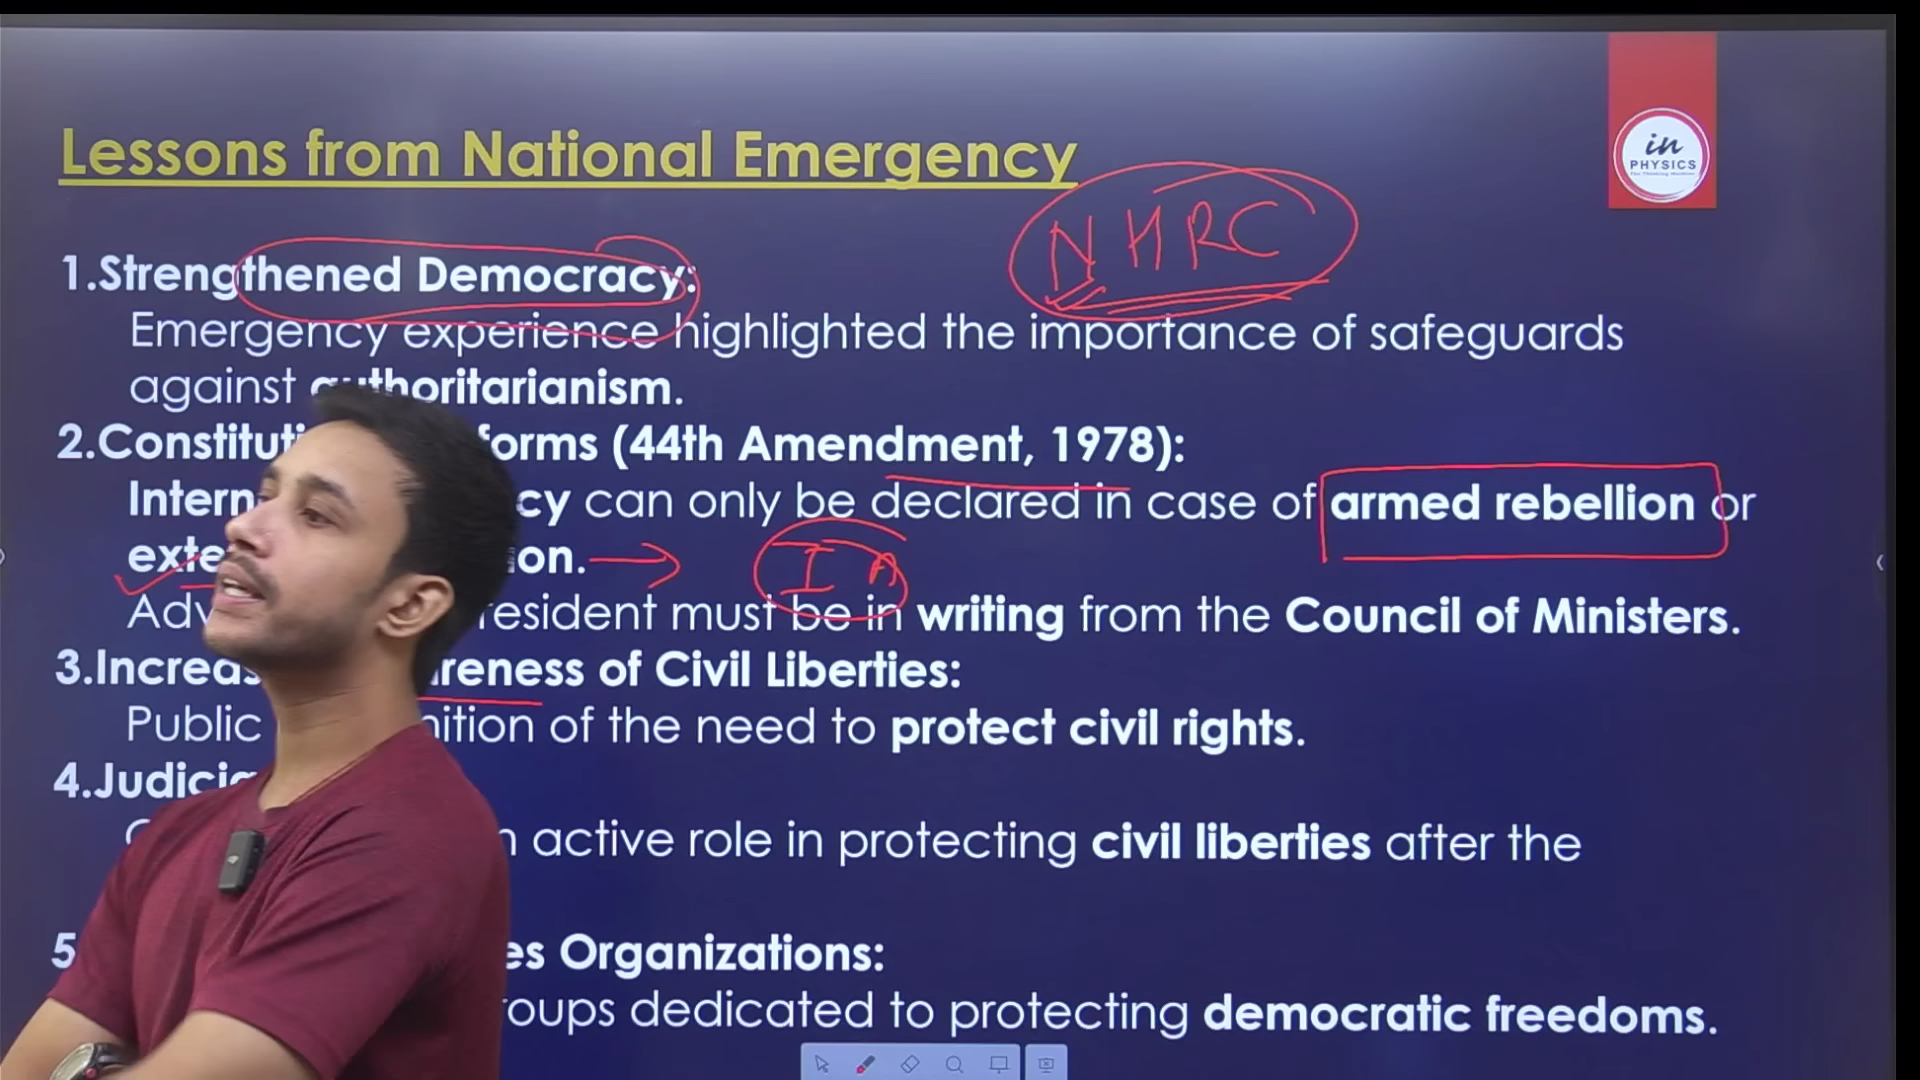 Lessons from National Emergency
in
PHYSICS
NHRC
1.Strengthened Democracy:
Emergency experience highlighted the importance of safeguards
against authoritarianism.
2.Constituti forms (44th Amendment, 1978):
Intern cy can only be declared in case of armed rebellion or
exte on.
IA
Adv resident must be in writing from the Council of Ministers.
3.Increas reness of Civil Liberties:
Public nition of the need to protect civil rights.
4.Judicia
active role in protecting civil liberties after the
5 es Organizations:
roups dedicated to protecting democratic freedoms.